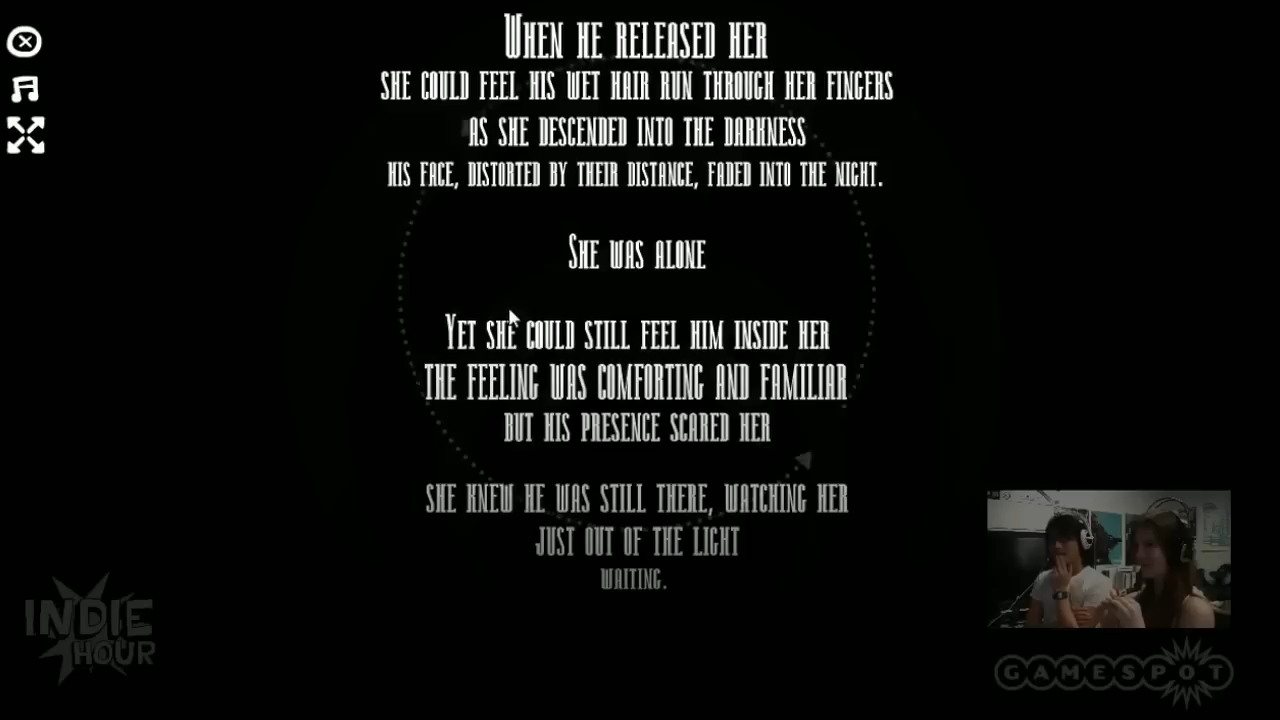 When he released her
she could feel his wet hair run through her fingers
as she descended into the darkness
his face, distorted by their distance, faded into the night.
She was alone
Yet she could still feel him inside her
the feeling was comforting and familiar
but his presence scared her
she knew he was still there, watching her
just out of the light
waiting.
INDIE
HOUR
GAMESPOT